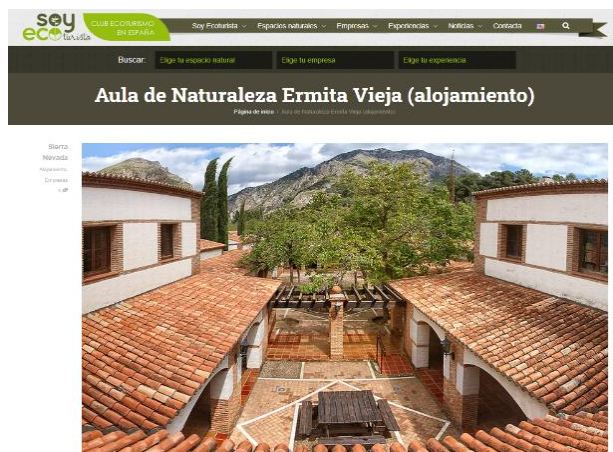 soy
eco turista
CLUB ECOTURISMO
EN ESPAÑA
Soy Ecoturista Espacios naturales Empresas Experiencias Noticias Contacta
Buscar: Elige tu espacio natural Elige tu empresa Elige tu experiencia
Aula de Naturaleza Ermita Vieja (alojamiento)
Página de inicio / Aula de Naturaleza Ermita Vieja (alojamiento)
Sierra
Nevada
Alojamiento,
Empresas